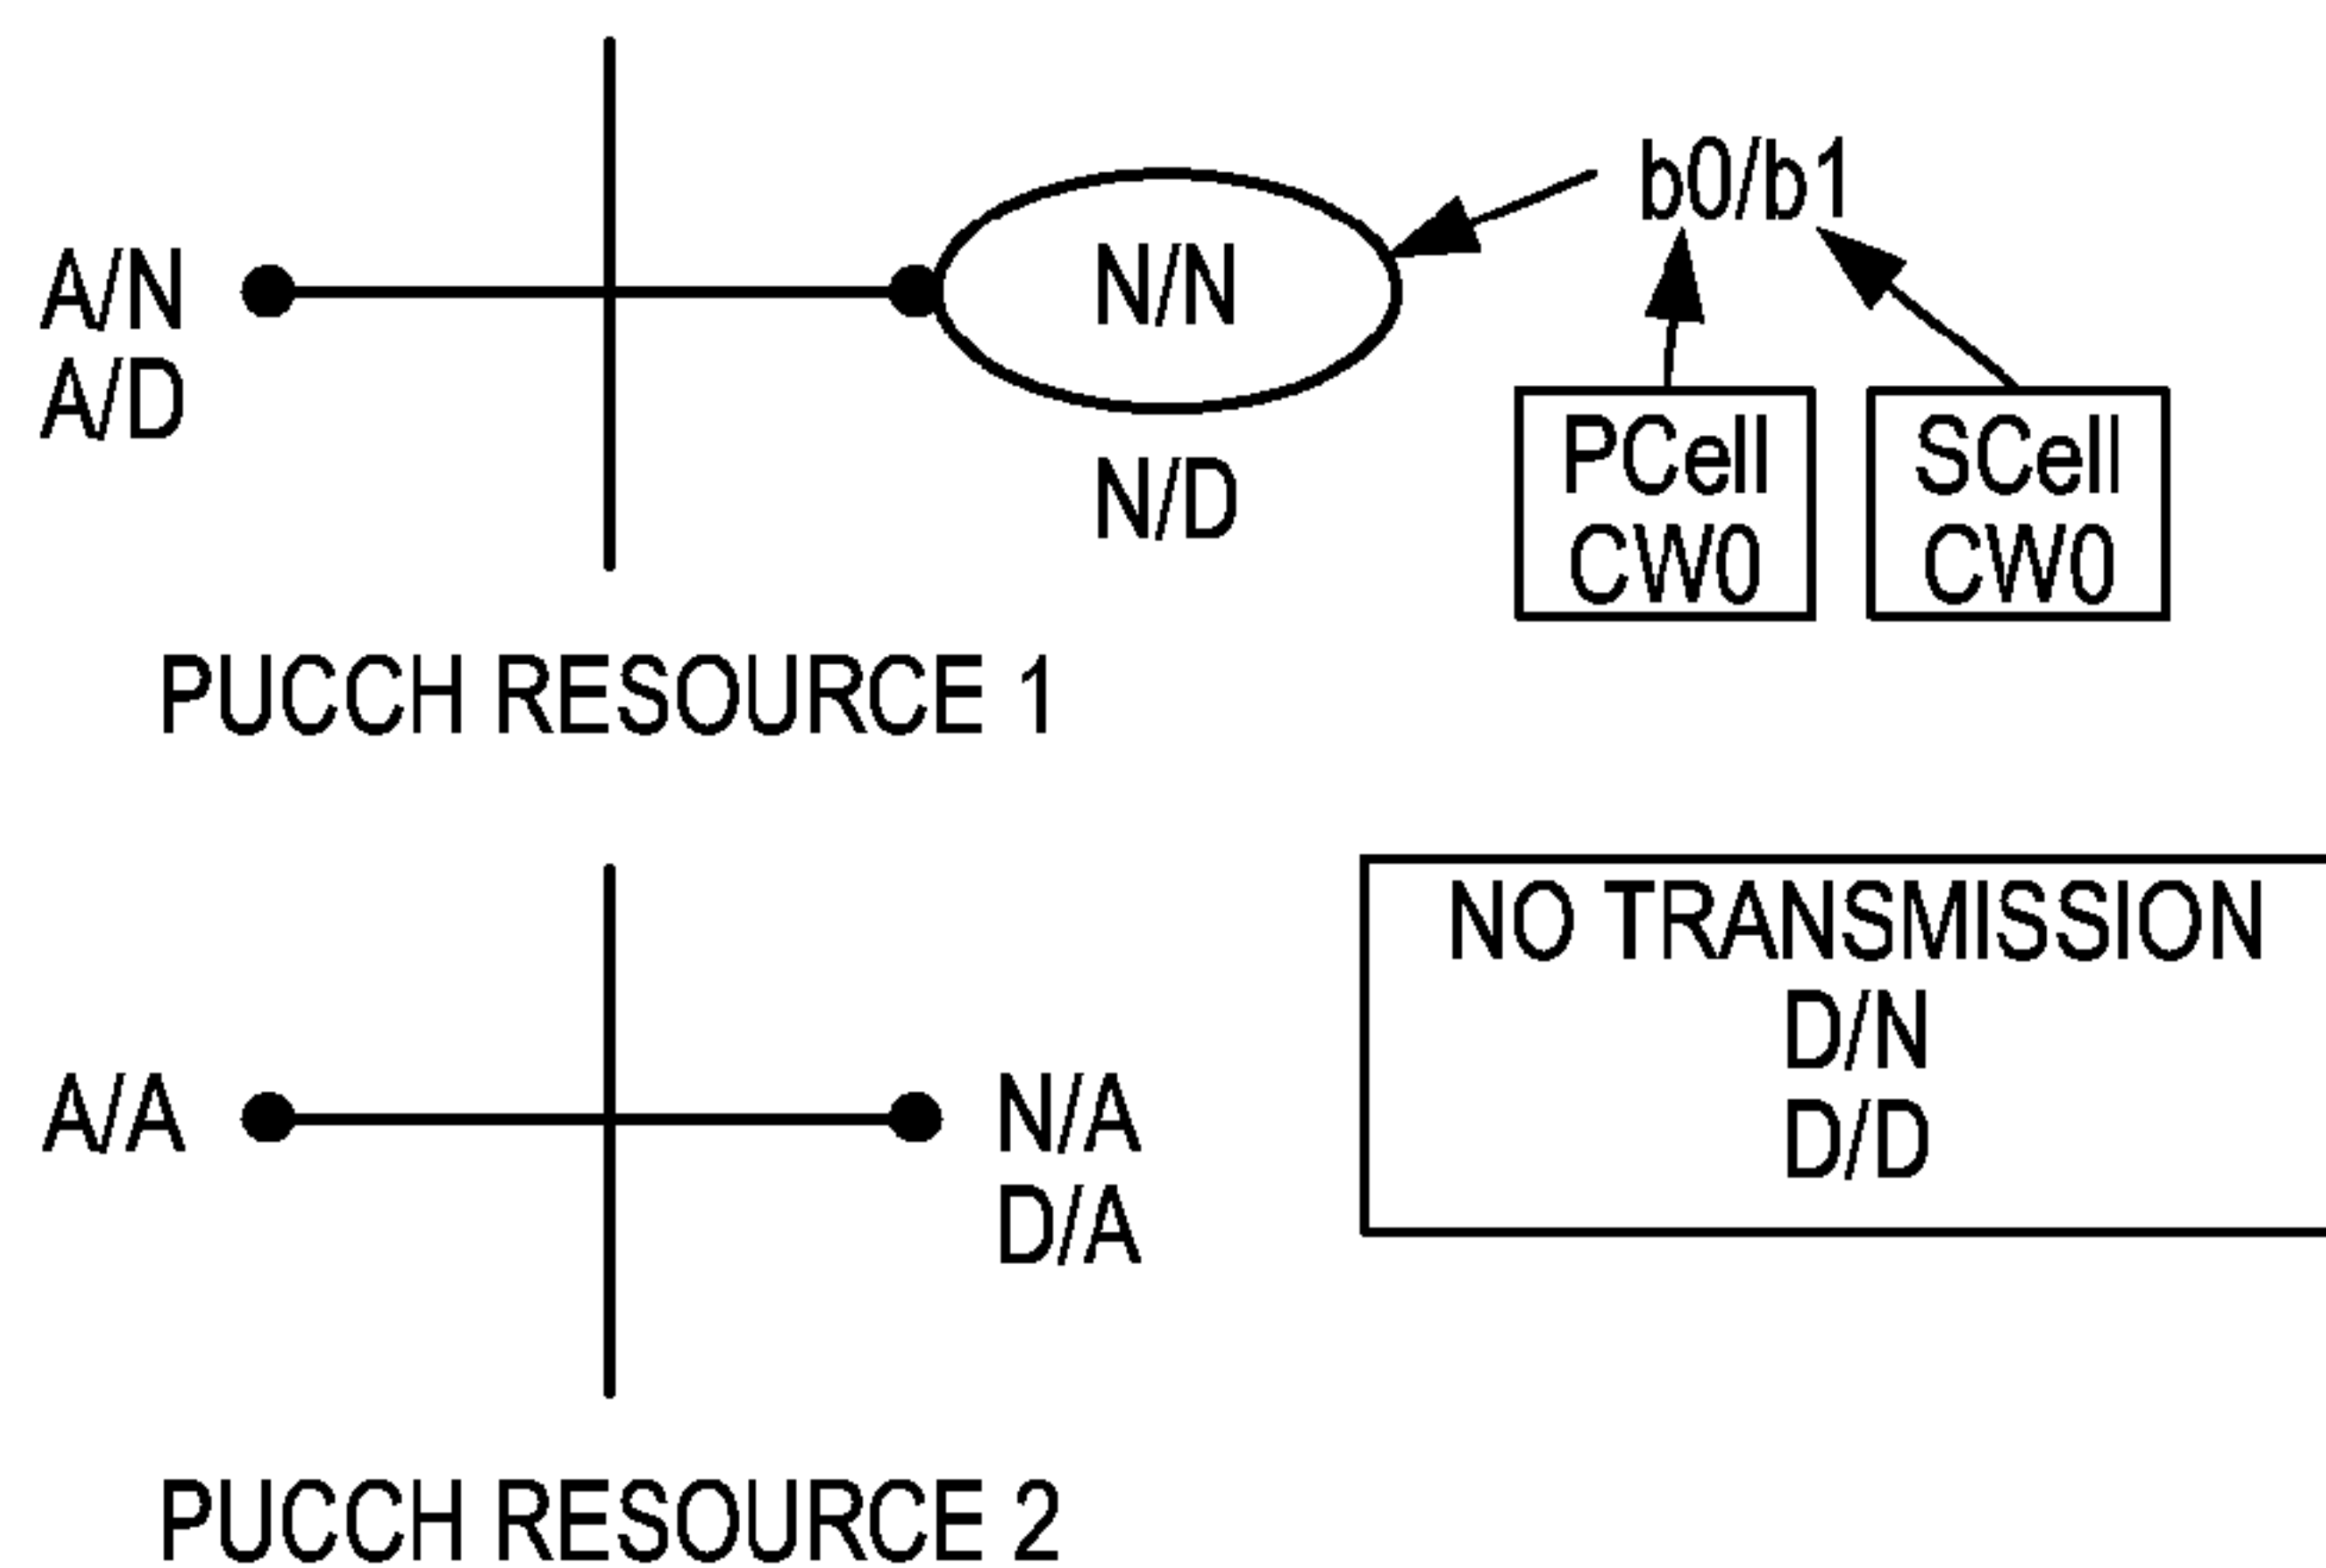 b0/b1
A/N
A/D
N/N
N/D
PCell
CW0
SCell
CW0
PUCCH RESOURCE 1
A/A
N/A
D/A
NO TRANSMISSION
D/N
D/D
PUCCH RESOURCE 2